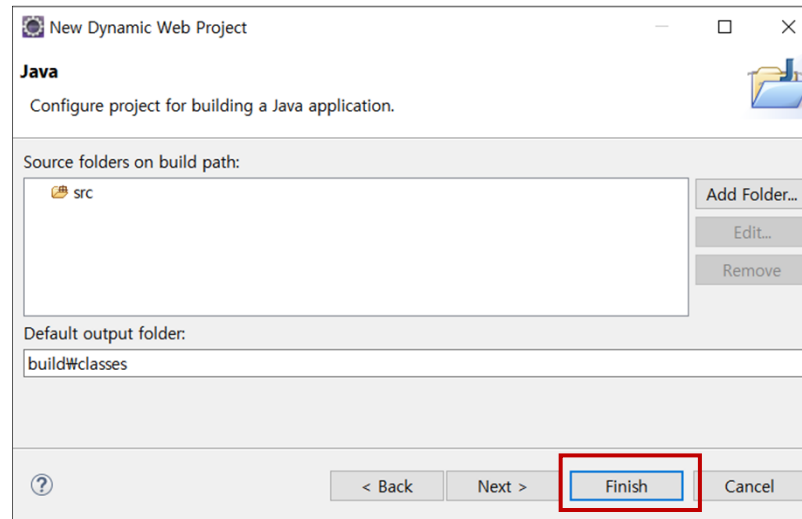 New Dynamic Web Project
Java
Configure project for building a Java application.
Source folders on build path:
src
Add Folder...
Edit...
Remove
Default output folder:
build₩classes
< Back
Next >
Finish
Cancel